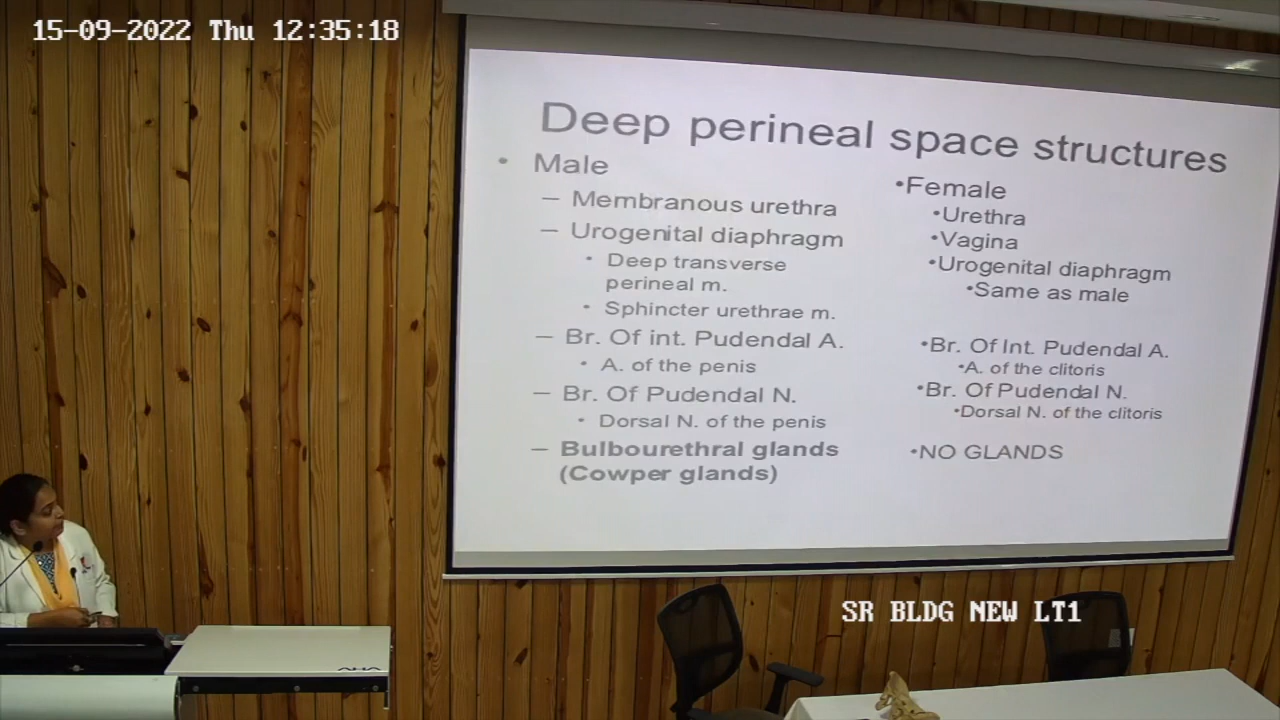 15-09-2022 Thu 12:35:18
Deep perineal space structures
• Male
– Membranous urethra
– Urogenital diaphragm
• Deep transverse
perineal m.
• Sphincter urethrae m.
– Br. Of int. Pudendal A.
• A. of the penis
– Br. Of Pudendal N.
• Dorsal N. of the penis
– Bulbourethral glands
(Cowper glands)
•Female
•Urethra
•Vagina
•Urogenital diaphragm
•Same as male
•Br. Of Int. Pudendal A.
•A. of the clitoris
•Br. Of Pudendal N.
•Dorsal N. of the clitoris
•NO GLANDS
SR BLDG NEW LT1